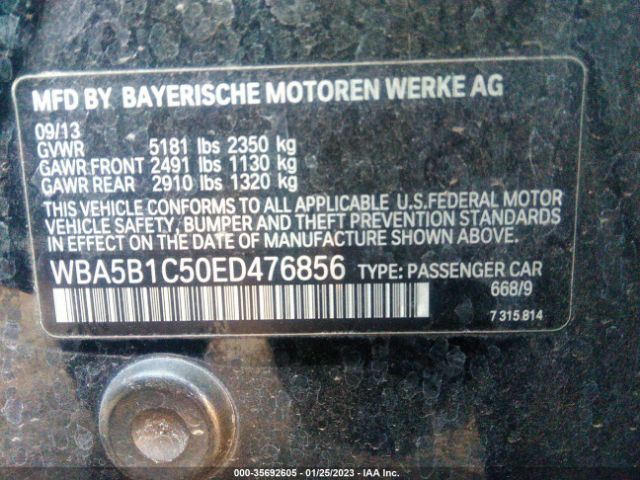 MFD BY BAYERISCHE MOTOREN WERKE AG
09/13
GVWR 5181 lbs 2350 kg
GAWR FRONT 2491 lbs 1130 kg
GAWR REAR 2910 lbs 1320 kg
THIS VEHICLE CONFORMS TO ALL APPLICABLE U.S.FEDERAL MOTOR
VEHICLE SAFETY, BUMPER AND THEFT PREVENTION STANDARDS
IN EFFECT ON THE DATE OF MANUFACTURE SHOWN ABOVE.
WBA5B1C50ED476856 TYPE: PASSENGER CAR
668/9
7 315 814
000-35692605 - 01/25/2023 - IAA Inc.